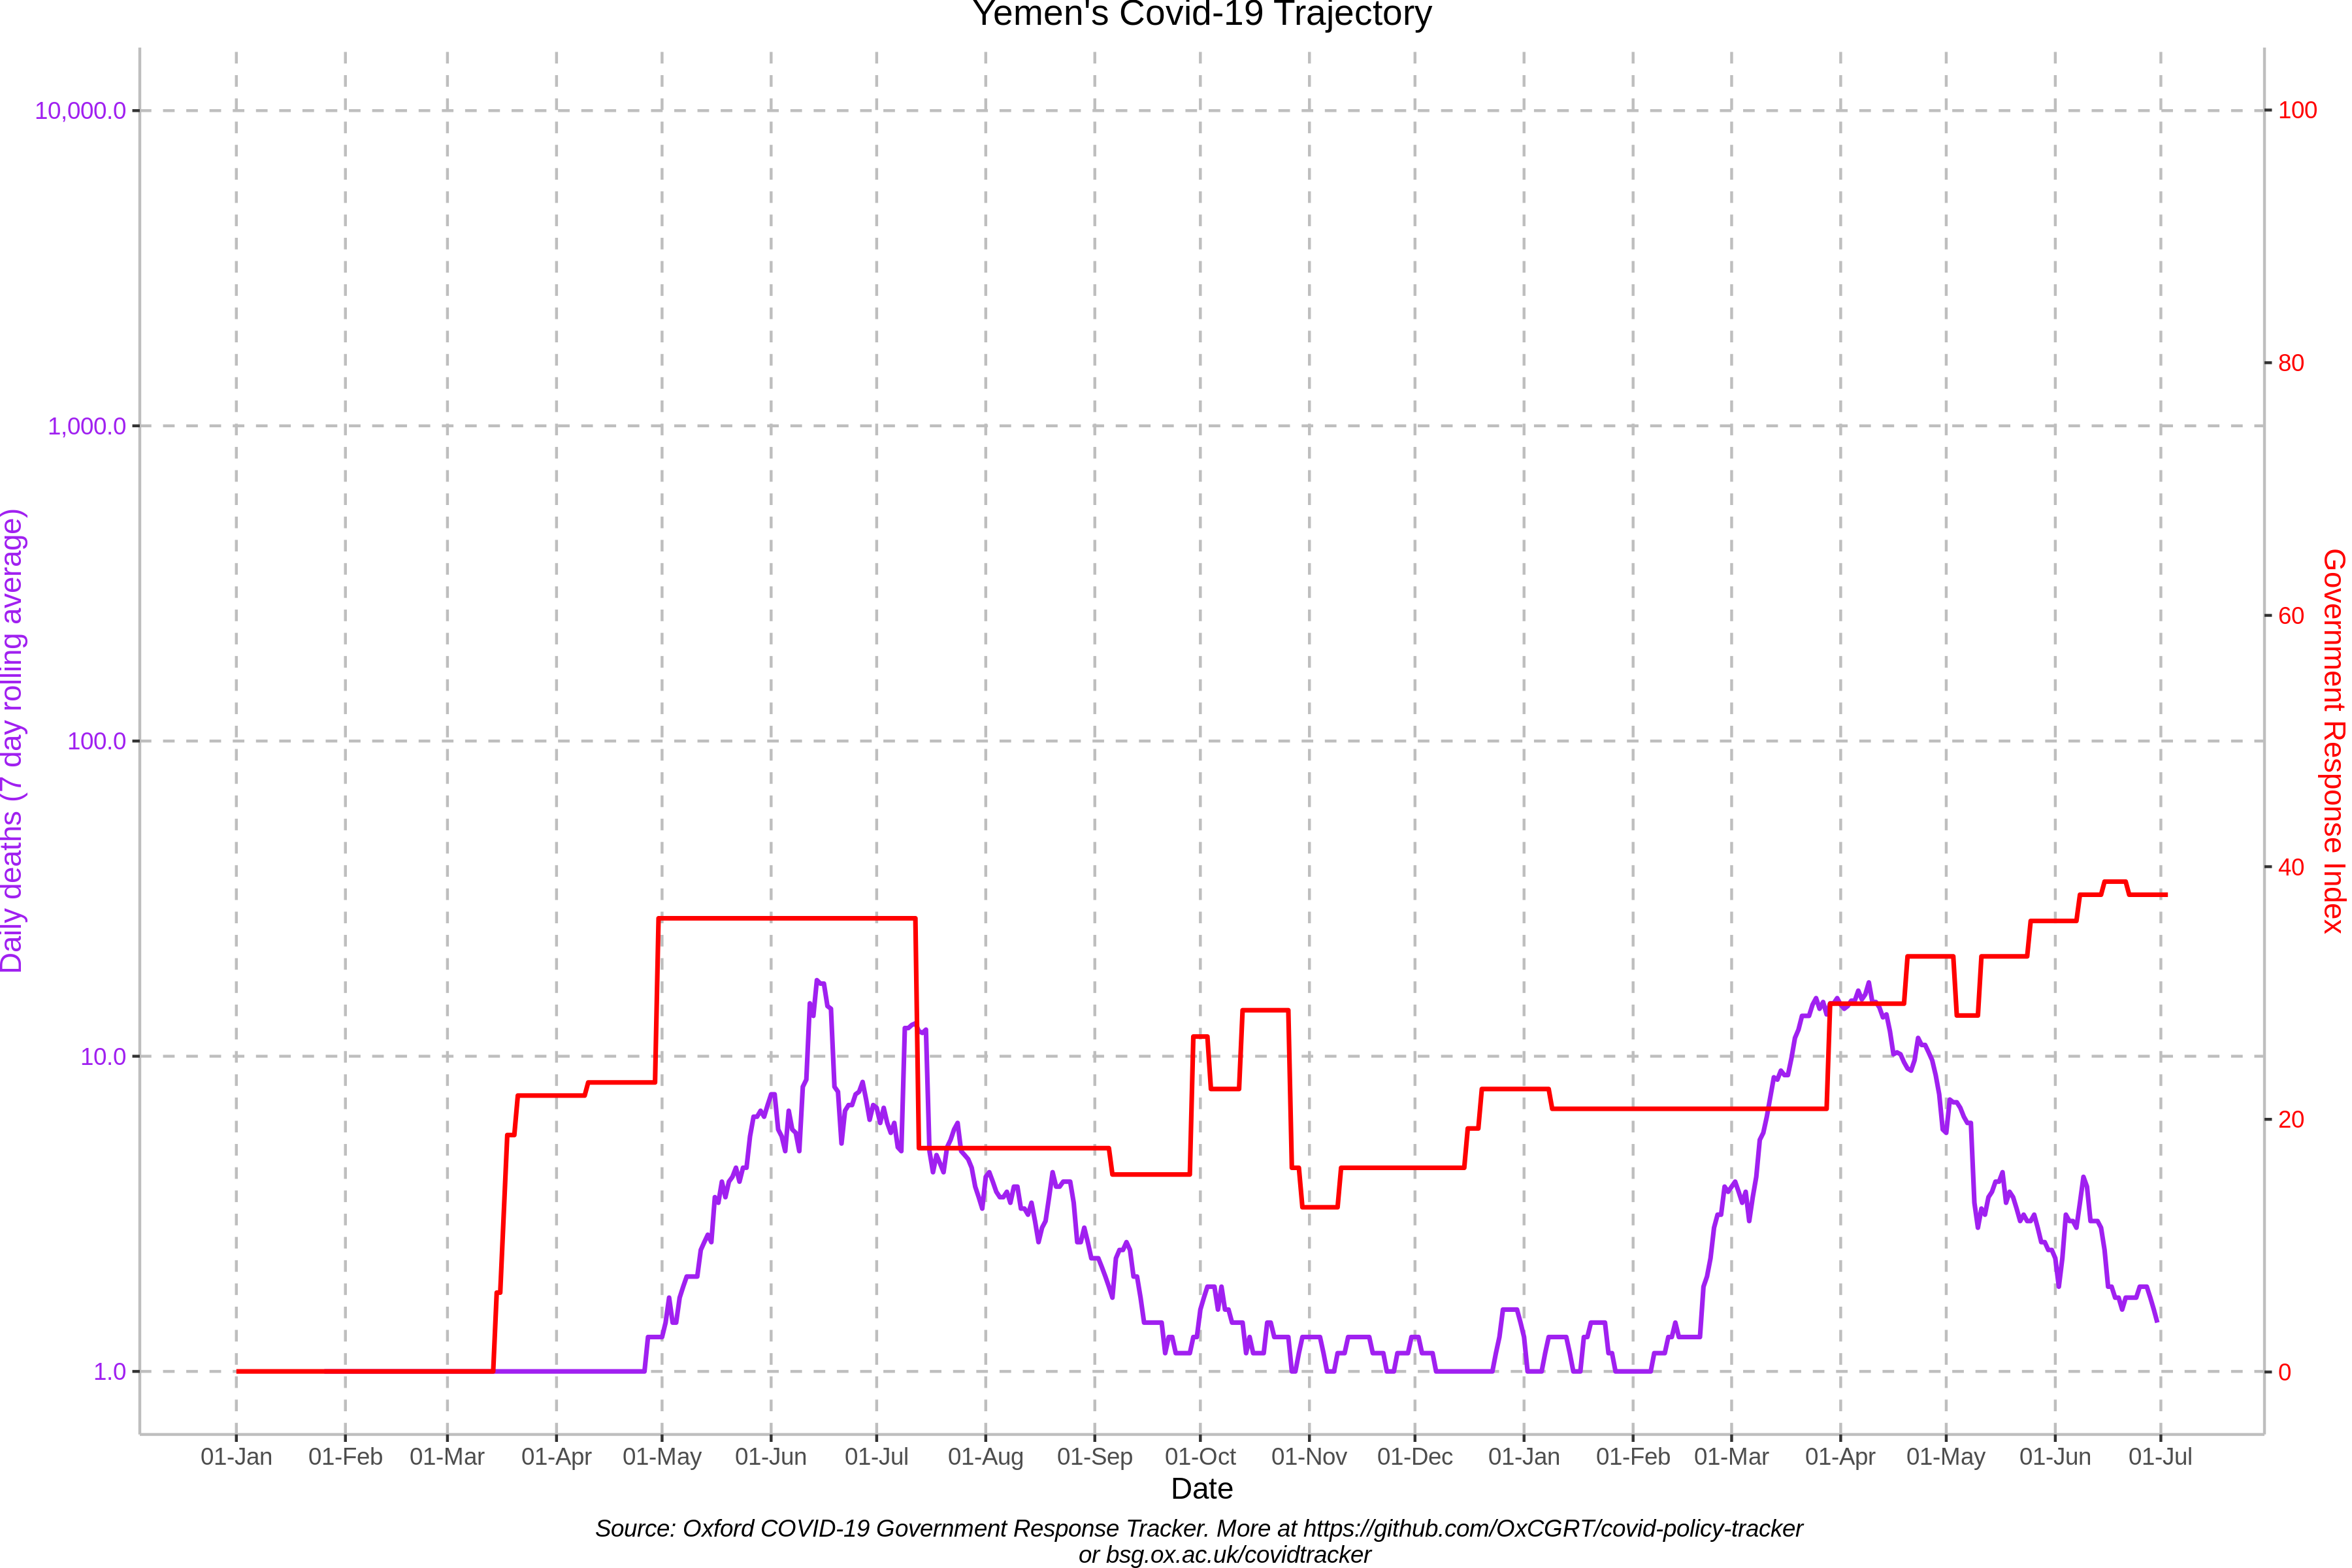 Yemen's Covid-19 Trajectory
10,000.0
1,000.0
100.0
10.0
1.0
Daily deaths (7 day rolling average)
100
80
60
40
20
0
Government Response Index
01-Jan 01-Feb 01-Mar 01-Apr 01-May 01-Jun 01-Jul 01-Aug 01-Sep 01-Oct 01-Nov 01-Dec 01-Jan 01-Feb 01-Mar 01-Apr 01-May 01-Jun 01-Jul
Date
Source: Oxford COVID-19 Government Response Tracker. More at https://github.com/OxCGRT/covid-policy-tracker
or bsg.ox.ac.uk/covidtracker